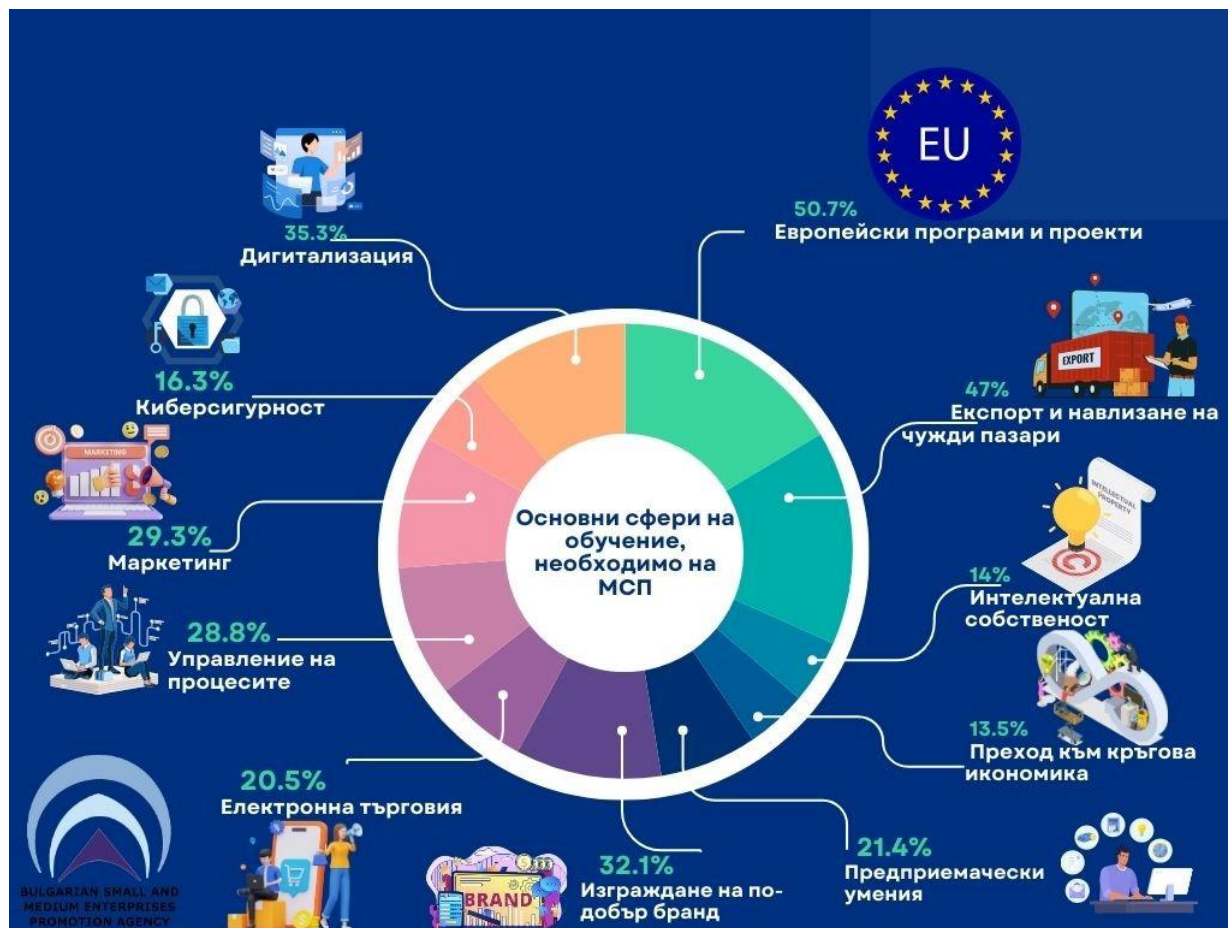 EU
50.7%
Европейски програми и проекти
35.3%
Дигитализация
EXPORT
47%
Експорт и навлизане на
чужди пазари
16.3%
Киберсигурност
MARKETING
29.3%
Маркетинг
Основни сфери на
обучение,
необходимо на
МСП
INTELLECTUAL
PROPERTY
14%
Интелектуална
собственост
28.8%
Управление на
процесите
13.5%
Преход към кръгова
икономика
20.5%
Електронна търговия
32.1%
Изграждане на по-
добър бранд
BRAND
21.4%
Предприемачески
умения
BULGARIAN SMALL AND
MEDIUM ENTERPRISES
PROMOTION AGENCY